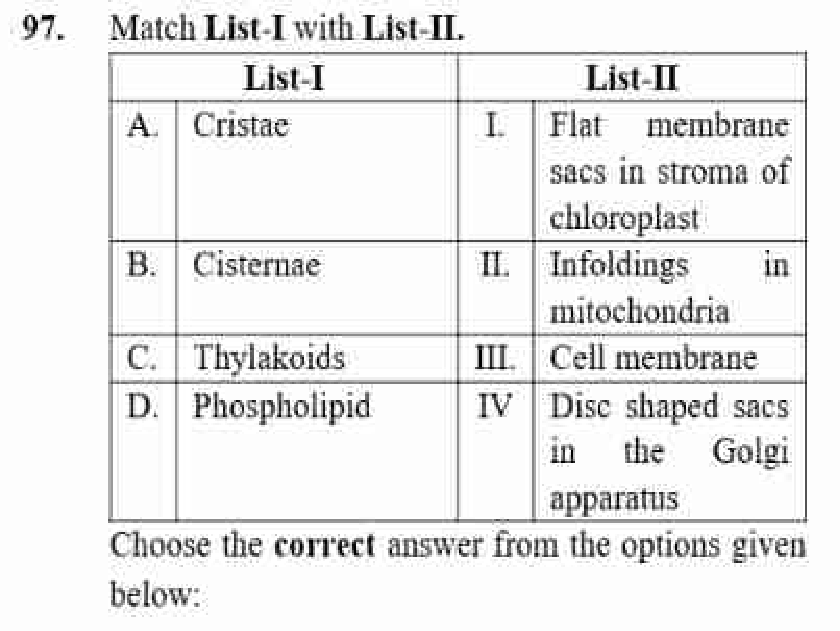 97. Match List-I with List-II.
List-I List-II
A. Cristae I. Flat membrane
sacs in stroma of
chloroplast
B. Cisternae II. Infoldings in
mitochondria
C. Thylakoids III. Cell membrane
D. Phospholipid IV Disc shaped sacs
in the Golgi
apparatus
Choose the correct answer from the options given
below: